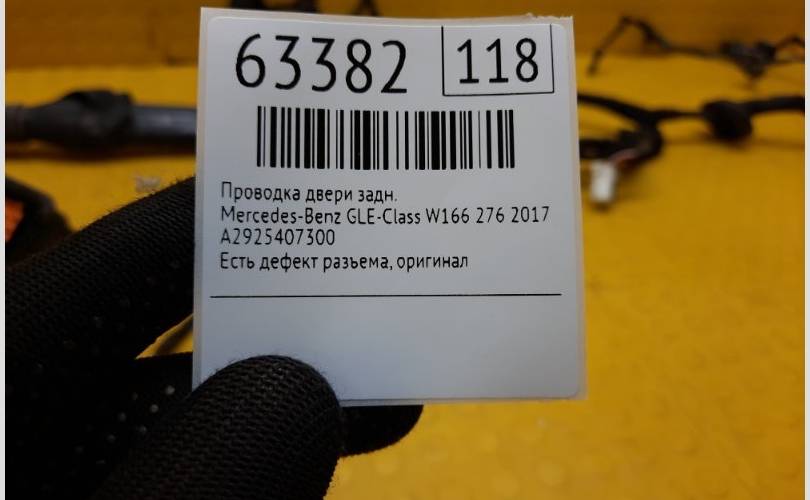 63382
118
Проводка двери задн.
Mercedes-Benz GLE-Class W166 276 2017
A2925407300
Есть дефект разъема, оригинал